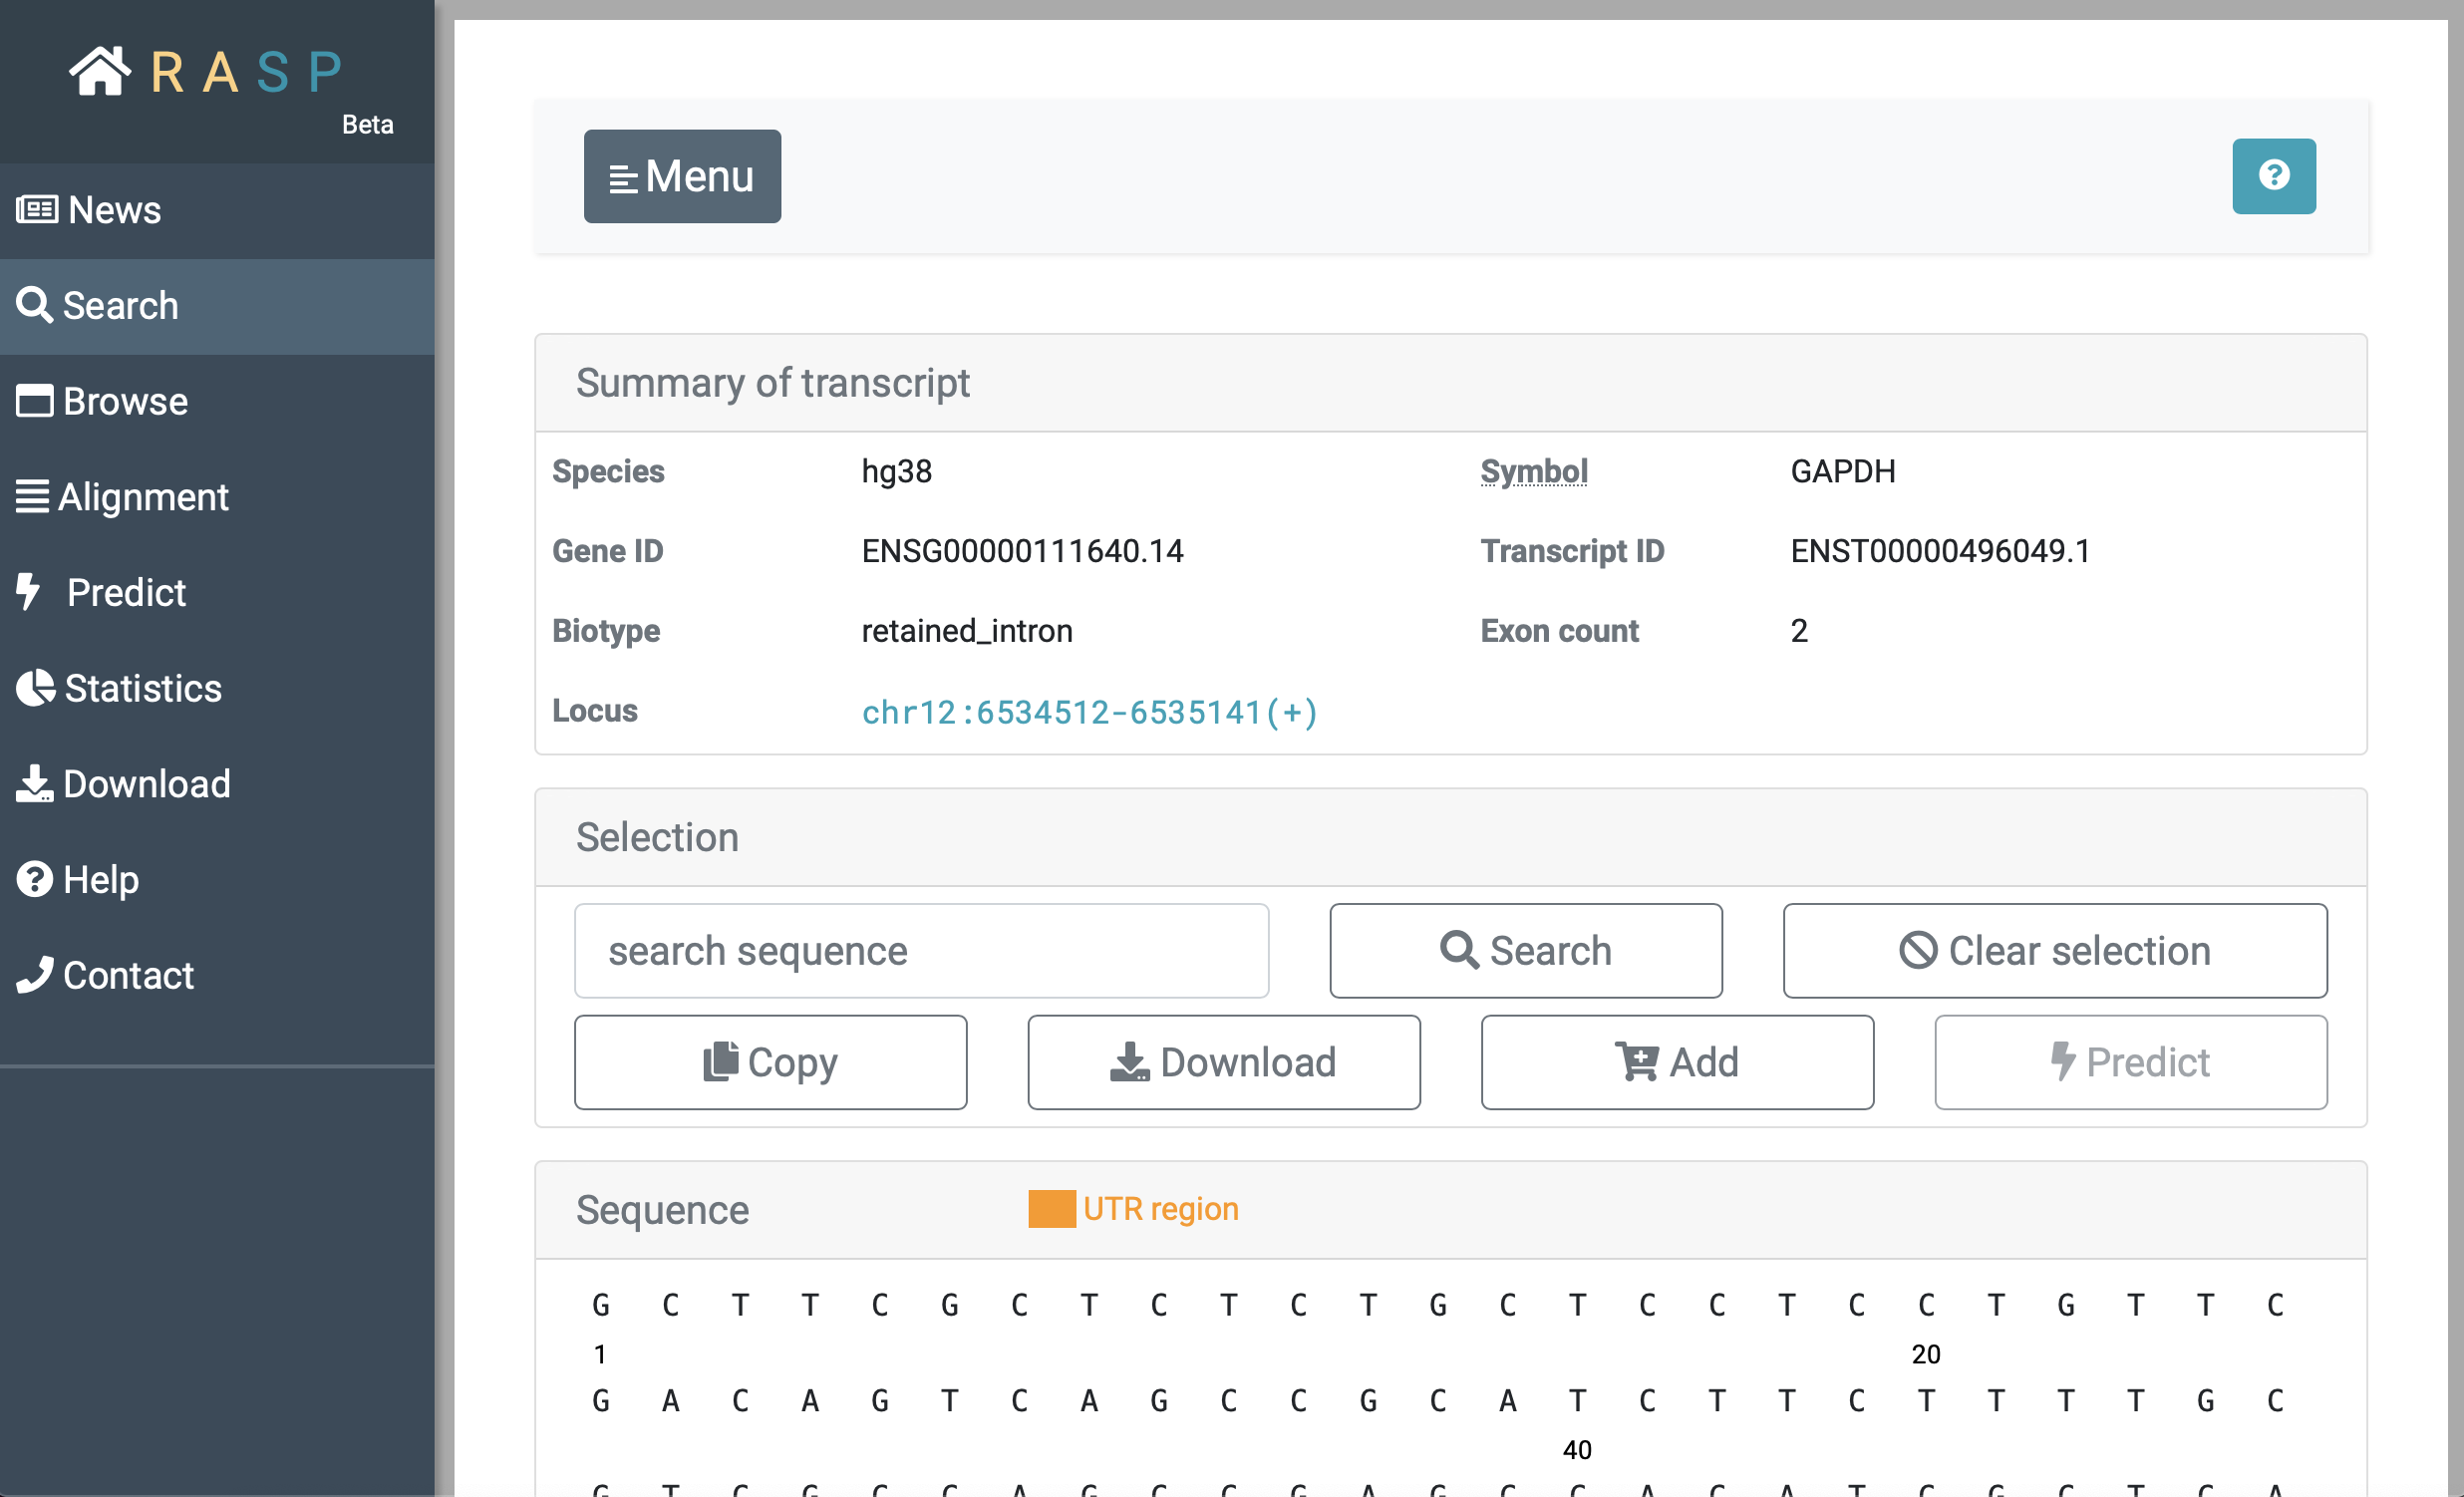 RASP
Beta
News
Search
Browse
Alignment
Predict
Statistics
Download
Help
Contact
Menu
Summary of transcript
Species hg38 Symbol GAPDH
Gene ID ENSG00000111640.14 Transcript ID ENST00000496049.1
Biotype retained_intron Exon count 2
Locus chr12:6534512-6535141(+)
Selection
search sequence Search Clear selection
Copy Download Add Predict
Sequence UTR region
G C T T C G C T C T C T G C T C C T C C T G T T C
1 20
G A C A G T C A G C C G C A T C T T C T T T T G C
40
G T C G C C A G C C G A G C C A C A T C G C T C A